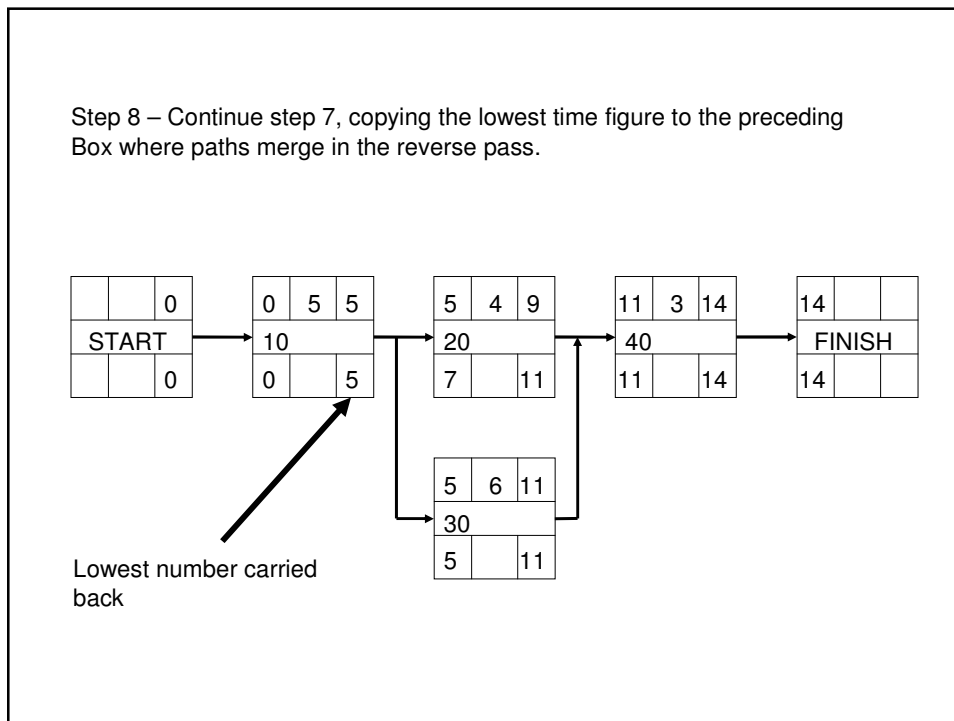 Step 8 – Continue step 7, copying the lowest time figure to the preceding
Box where paths merge in the reverse pass.
0
START
0
0 5 5
10
0 5
5 4 9
20
7 11
11 3 14
40
11 14
14
FINISH
14
5 6 11
30
5 11
Lowest number carried
back